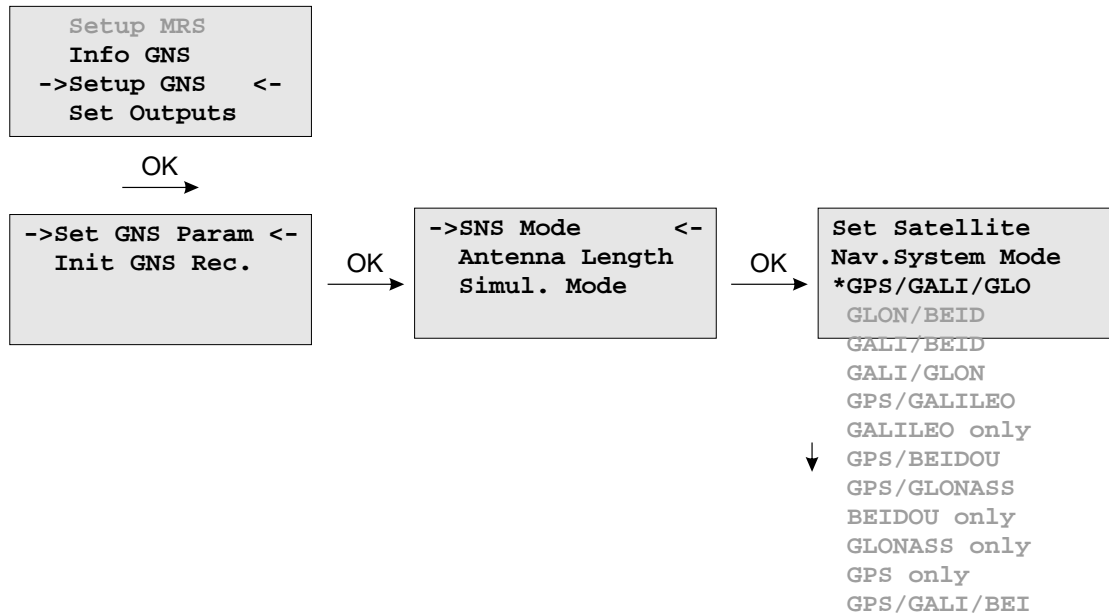 Setup MRS
Info GNS
->Setup GNS <-
Set Outputs
OK
->Set GNS Param <-
Init GNS Rec.
OK
->SNS Mode <-
Antenna Length
Simul. Mode
OK
Set Satellite
Nav.System Mode
*GPS/GALI/GLO
GLON/BEID
GALI/BEID
GALI/GLON
GPS/GALILEO
GALILEO only
GPS/BEIDOU
GPS/GLONASS
BEIDOU only
GLONASS only
GPS only
GPS/GALI/BEI